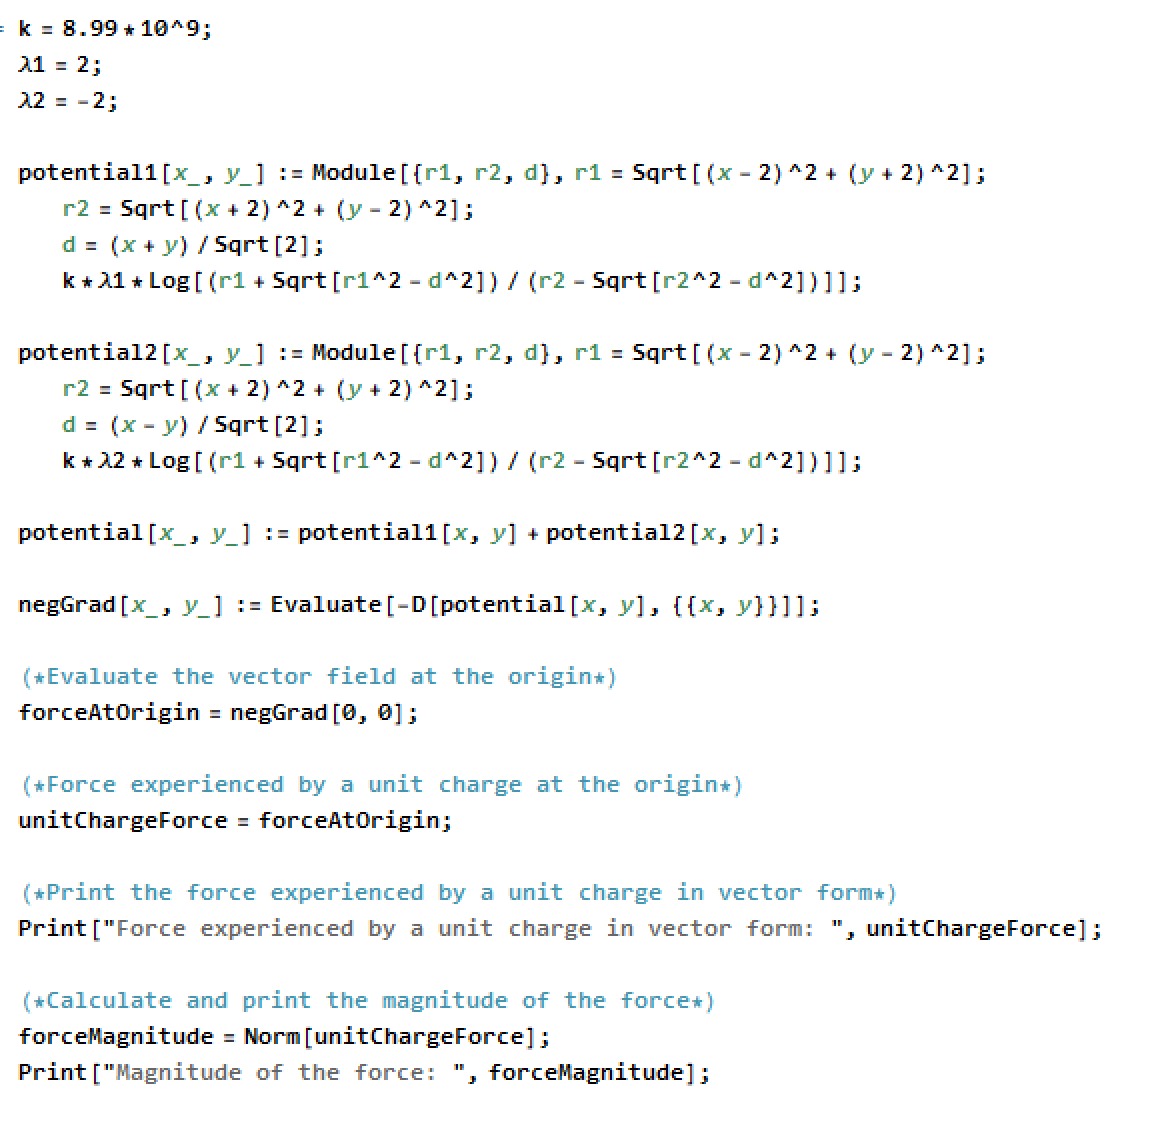 k = 8.99*10^9;
λ1 = 2;
λ2 = -2;
potential1[x_, y_] := Module[{r1, r2, d}, r1 = Sqrt[(x - 2)^2 + (y + 2)^2];
r2 = Sqrt[(x + 2)^2 + (y - 2)^2];
d = (x + y) / Sqrt[2];
k*λ1*Log[(r1 + Sqrt[r1^2 - d^2]) / (r2 - Sqrt[r2^2 - d^2])]];
potential2[x_, y_] := Module[{r1, r2, d}, r1 = Sqrt[(x - 2)^2 + (y - 2)^2];
r2 = Sqrt[(x + 2)^2 + (y + 2)^2];
d = (x - y) / Sqrt[2];
k*λ2*Log[(r1 + Sqrt[r1^2 - d^2]) / (r2 - Sqrt[r2^2 - d^2])]];
potential[x_, y_] := potential1[x, y] + potential2[x, y];
negGrad[x_, y_] := Evaluate[-D[potential[x, y], {{x, y}}]];
(*Evaluate the vector field at the origin*)
forceAtOrigin = negGrad[0, 0];
(*Force experienced by a unit charge at the origin*)
unitChargeForce = forceAtOrigin;
(*Print the force experienced by a unit charge in vector form*)
Print["Force experienced by a unit charge in vector form: ", unitChargeForce];
(*Calculate and print the magnitude of the force*)
forceMagnitude = Norm[unitChargeForce];
Print["Magnitude of the force: ", forceMagnitude];